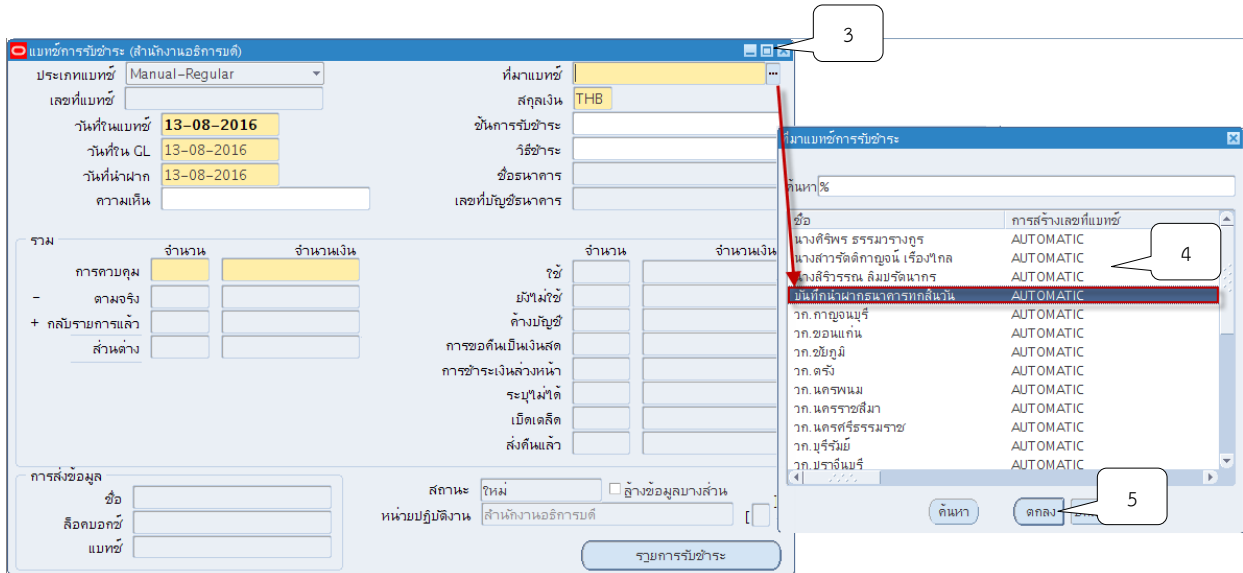 3
แบทช์การรับชำระ (สำนักงานอธิการบดี)
ประเภทแบทช์ Manual-Regular
ที่มาแบทช์
เลขที่แบทช์
สกุลเงิน THB
วันที่ในแบทช์ 13-08-2016
ชั้นการรับชำระ
วันที่ใน GL 13-08-2016
วิธีชำระ
วันที่นำฝาก 13-08-2016
ชื่อธนาคาร
ความเห็น
เลขที่บัญชีธนาคาร
รวม
จำนวน จำนวนเงิน
จำนวน จำนวนเงิน
การควบคุม
ใช้
- ตามจริง
ยังไม่ใช้
+ กลับรายการแล้ว
ค้างบัญชี
ส่วนต่าง
การขอคืนเป็นเงินสด
การชำระเงินล่วงหน้า
ระบุไม่ได้
เบ็ดเตล็ด
ส่งคืนแล้ว
การส่งข้อมูล
ชื่อ
ล็อคบอกซ์
แบทช์
สถานะ ใหม่
ล้างข้อมูลบางส่วน
หน่วยปฏิบัติงาน สำนักงานอธิการบดี
[
รายการรับชำระ
ที่มาแบทช์การรับชำระ
ค้นหา %
ชื่อ การสร้างเลขที่แบทช์
นางศิริพร ธรรมวรางกูร AUTOMATIC
นางสาวรัตติกาญจน์ เรืองไกล AUTOMATIC
นางสิริวรรณ ลิมปรัตนากร AUTOMATIC
บันทึกนำฝากธนาคารทุกสิ้นวัน AUTOMATIC
วก.กาญจนบุรี AUTOMATIC
วก.ขอนแก่น AUTOMATIC
วก.ชัยภูมิ AUTOMATIC
วก.ตรัง AUTOMATIC
วก.นครพนม AUTOMATIC
วก.นครราชสีมา AUTOMATIC
วก.นครศรีธรรมราช AUTOMATIC
วก.บุรีรัมย์ AUTOMATIC
วก.ปราจีนบุรี AUTOMATIC
4
ค้นหา
ตกลง
5